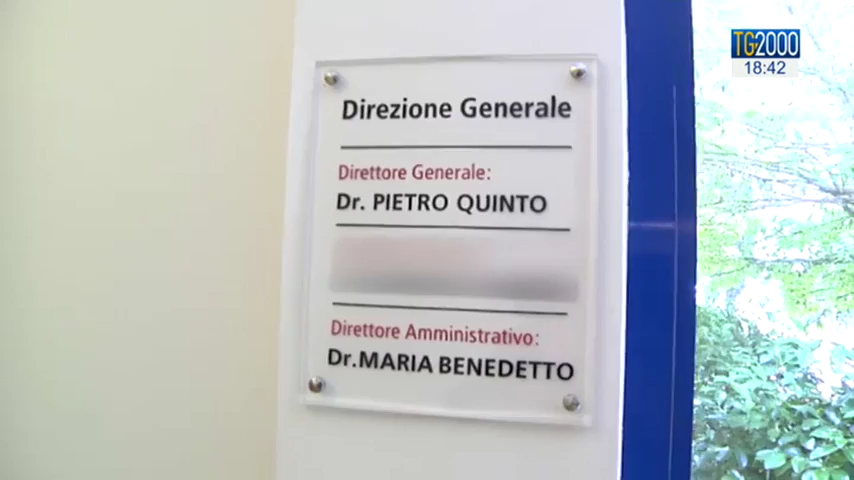 TG2000
18:42
Direzione Generale
Direttore Generale:
Dr. PIETRO QUINTO
Direttore Amministrativo:
Dr.MARIA BENEDETTO